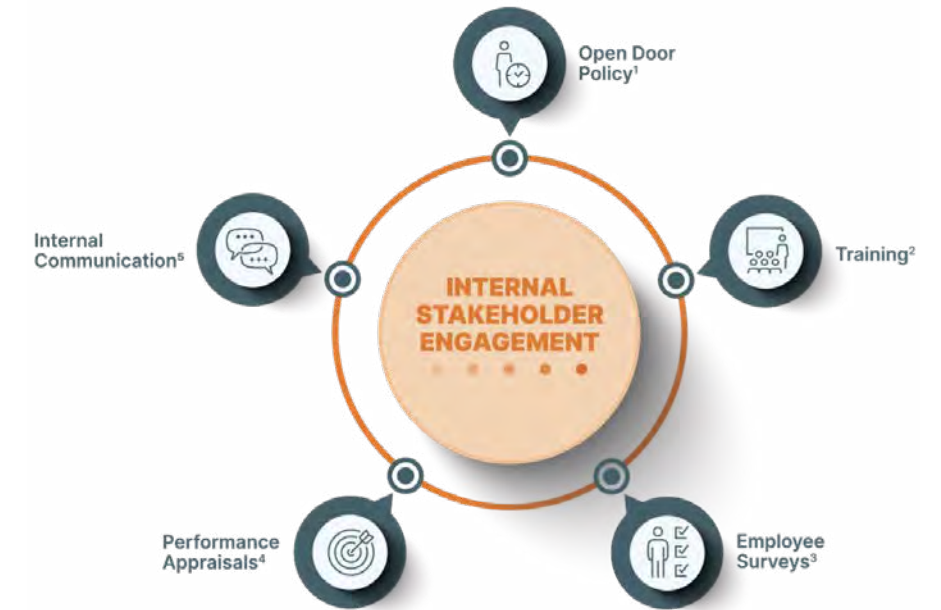 Open Door
Policy¹
Internal
Communication⁵
Training²
INTERNAL
STAKEHOLDER
ENGAGEMENT
Performance
Appraisals⁴
Employee
Surveys³